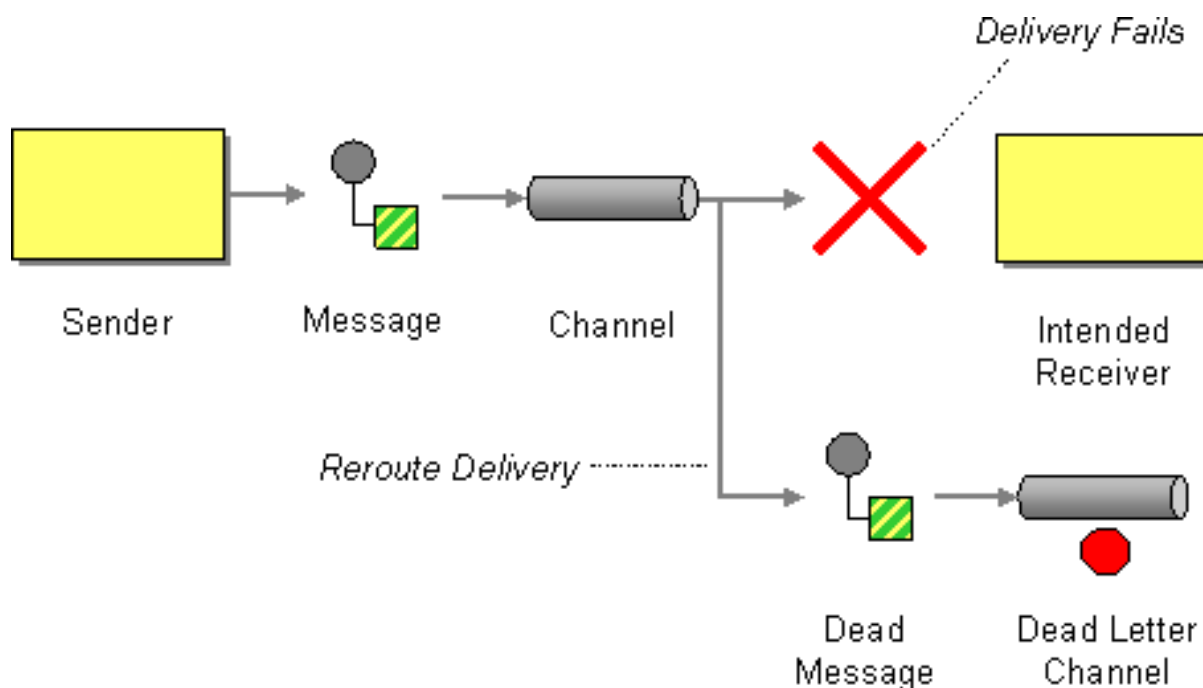 Delivery Fails
Sender
Message
Channel
Intended
Receiver
Reroute Delivery
Dead
Message
Dead Letter
Channel